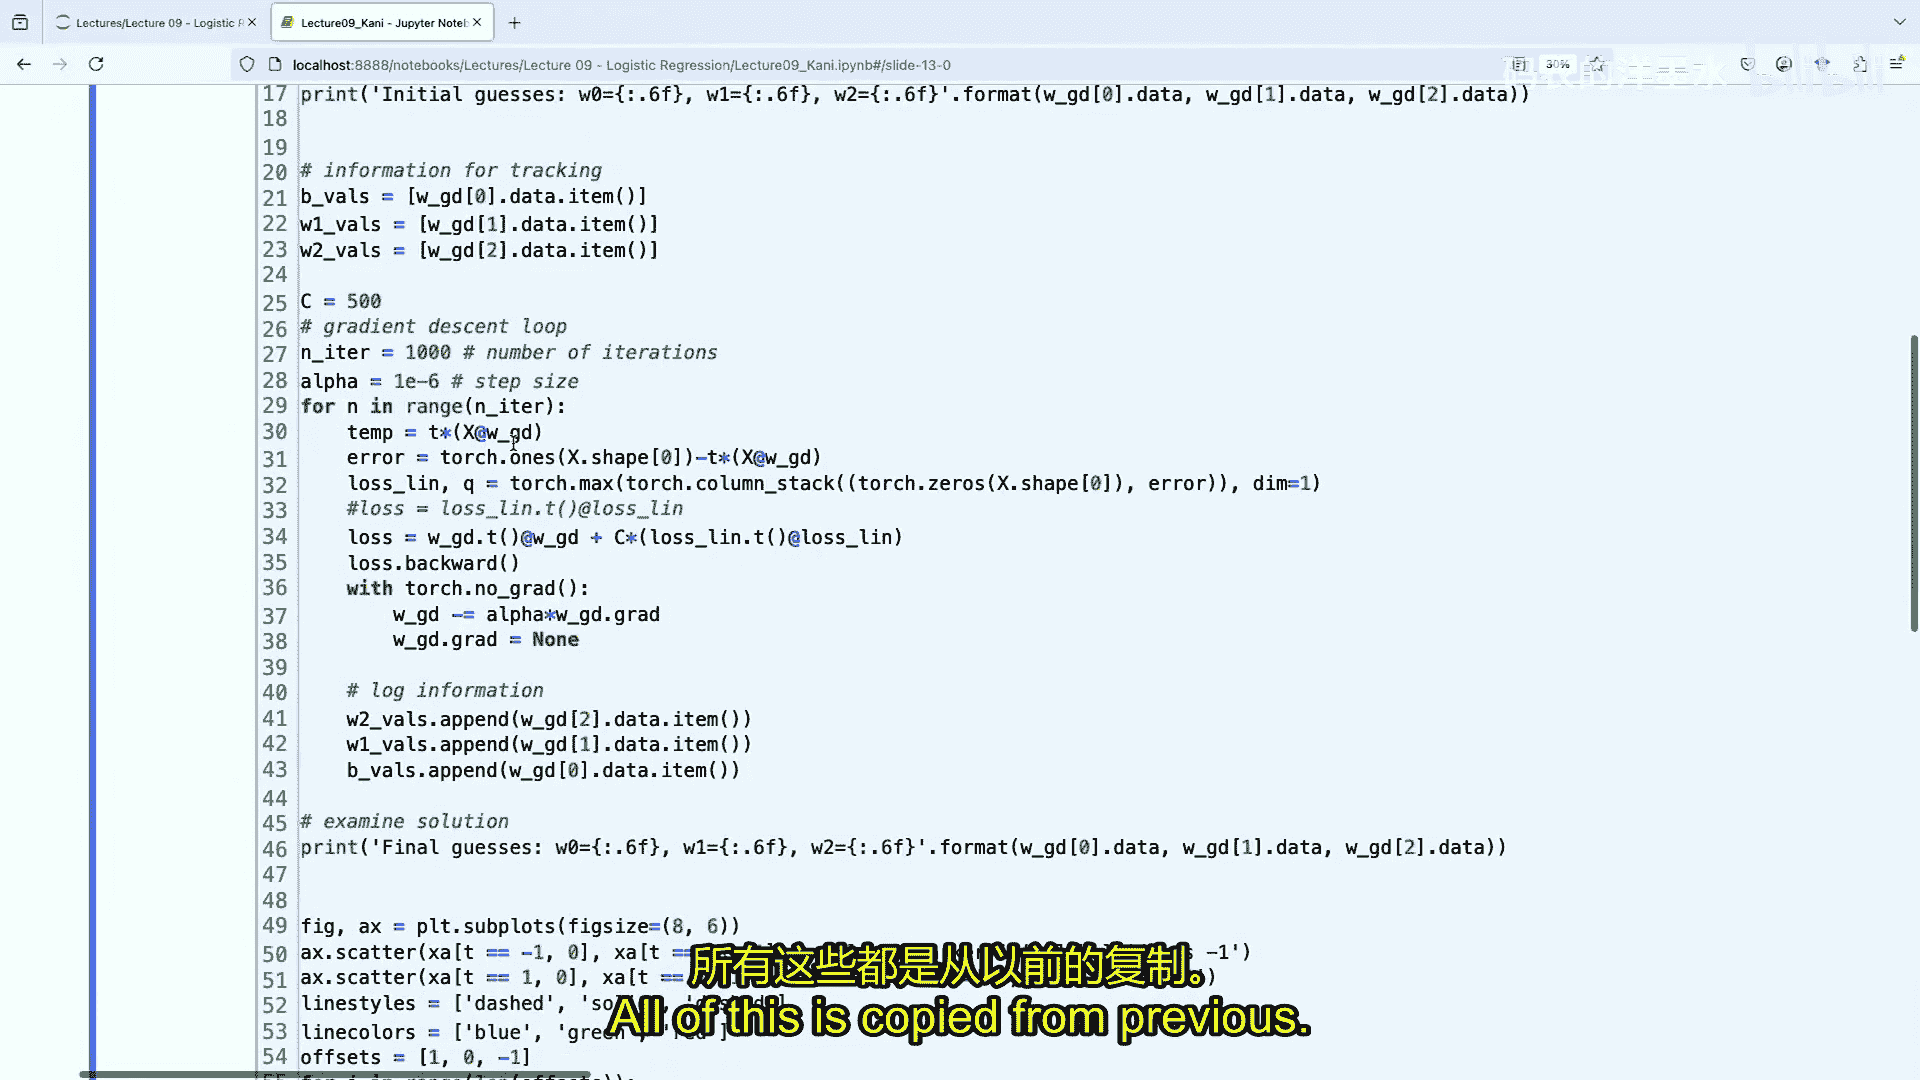 Lectures/Lecture 09 - Logistic R
Lecture09_Kani - Jupyter Noteb
localhost:8888/notebooks/Lectures/Lecture 09 - Logistic Regression/Lecture09_Kani.ipynb#/slide-13-0
30%
17 print('Initial guesses: w0={:.6f}, w1={:.6f}, w2={:.6f}'.format(w_gd[0].data, w_gd[1].data, w_gd[2].data))
18
19
20 # information for tracking
21 b_vals = [w_gd[0].data.item()]
22 w1_vals = [w_gd[1].data.item()]
23 w2_vals = [w_gd[2].data.item()]
24
25 C = 500
26 # gradient descent loop
27 n_iter = 1000 # number of iterations
28 alpha = 1e-6 # step size
29 for n in range(n_iter):
30     temp = t*(X@w_gd)
31     error = torch.ones(X.shape[0])-t*(X@w_gd)
32     loss_lin, q = torch.max(torch.column_stack((torch.zeros(X.shape[0]), error)), dim=1)
33     #loss = loss_lin.t()@loss_lin
34     loss = w_gd.t()@w_gd + C*(loss_lin.t()@loss_lin)
35     loss.backward()
36     with torch.no_grad():
37         w_gd -= alpha*w_gd.grad
38         w_gd.grad = None
39
40     # log information
41     w2_vals.append(w_gd[2].data.item())
42     w1_vals.append(w_gd[1].data.item())
43     b_vals.append(w_gd[0].data.item())
44
45 # examine solution
46 print('Final guesses: w0={:.6f}, w1={:.6f}, w2={:.6f}'.format(w_gd[0].data, w_gd[1].data, w_gd[2].data))
47
48
49 fig, ax = plt.subplots(figsize=(8, 6))
50 ax.scatter(xa[t == -1, 0], xa[t == -1')
51 ax.scatter(xa[t == 1, 0], xa[t == )
52 linestyles = ['dashed', 'so ]
53 linecolors = ['blue', 'gree ]
54 offsets = [1, 0, -1]
所有这些都是从以前的复制。
All of this is copied from previous.